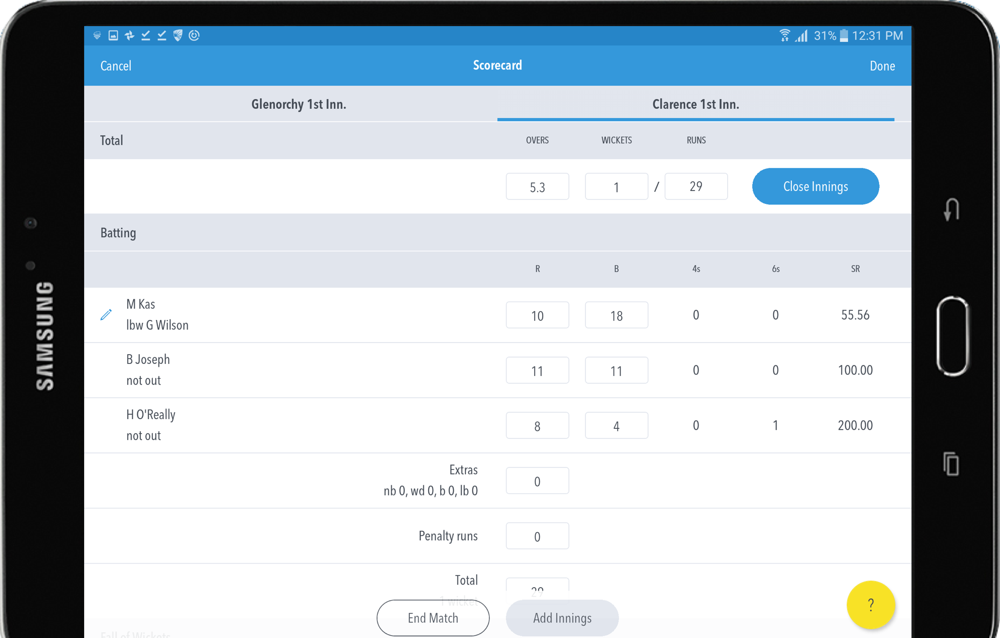 31% 12:31 PM
Cancel Scorecard Done
Glenorchy 1st Inn. Clarence 1st Inn.
Total OVERS WICKETS RUNS
5.3 1 / 29 Close Innings
Batting
R B 4s 6s SR
M Kas
lbw G Wilson
10 18 0 0 55.56
B Joseph
not out
11 11 0 0 100.00
H O'Really
not out
8 4 0 1 200.00
Extras
nb 0, wd 0, b 0, lb 0
0
Penalty runs 0
Total
1 wicket
29
End Match Add Innings
?
Fall of Wickets
SAMSUNG